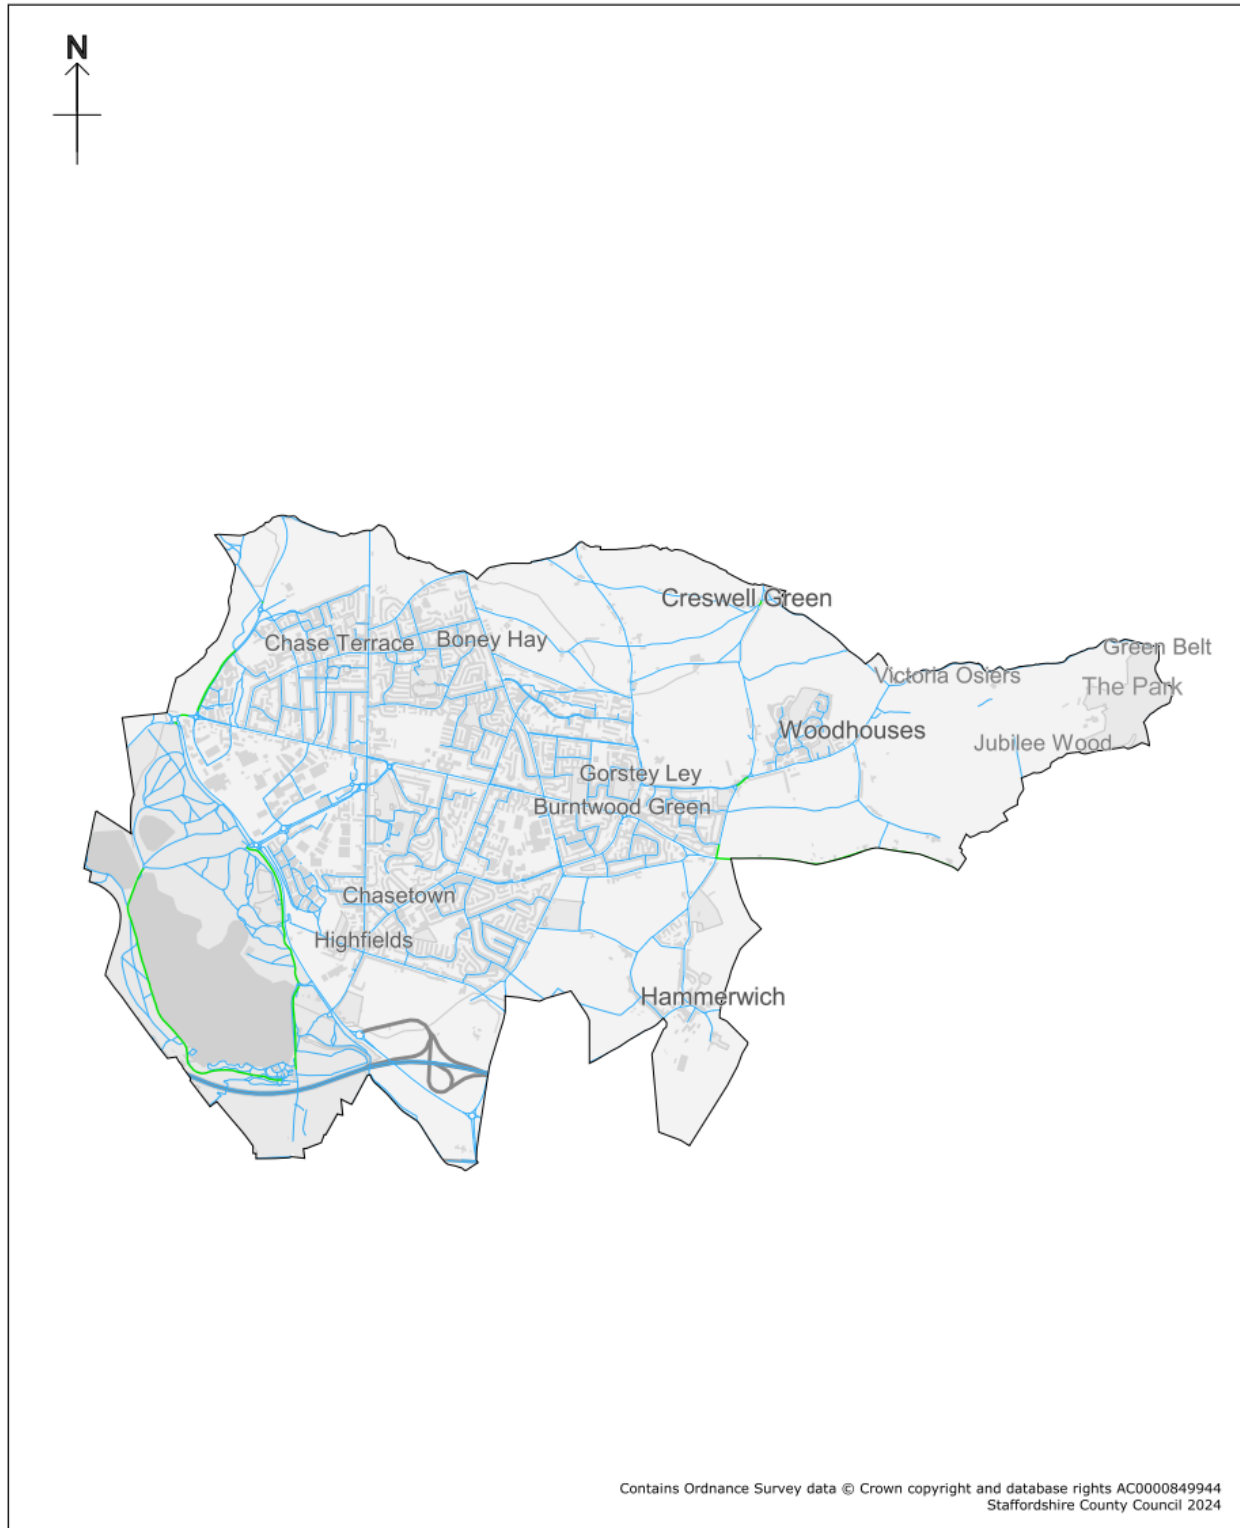 N
Creswell Green
Chase Terrace
Boney Hay
Green Belt
Victoria Osiers
The Park
Woodhouses
Jubilee Wood
Gorstey Ley
Burntwood Green
Chasetown
Highfields
Hammerwich
Contains Ordnance Survey data © Crown copyright and database rights AC0000849944
Staffordshire County Council 2024